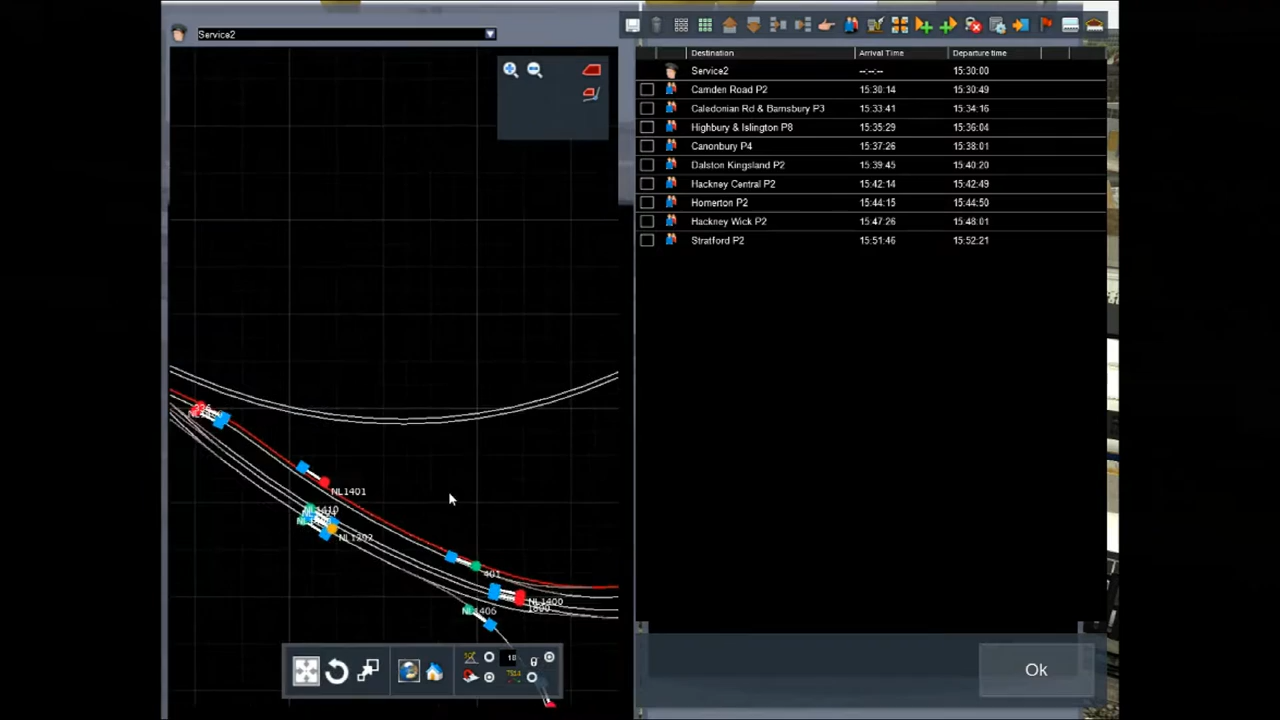 Service2
Destination Arrival Time Departure time
Service2 --:--:-- 15:30:00
Camden Road P2 15:30:14 15:30:49
Caledonian Rd & Barnsbury P3 15:33:41 15:34:16
Highbury & Islington P8 15:35:29 15:36:04
Canonbury P4 15:37:26 15:38:01
Dalston Kingsland P2 15:39:45 15:40:20
Hackney Central P2 15:42:14 15:42:49
Homerton P2 15:44:15 15:44:50
Hackney Wick P2 15:47:26 15:48:01
Stratford P2 15:51:46 15:52:21
NL1401
NL1410
NL1202
401
NL1400
NL1406
18
Ok